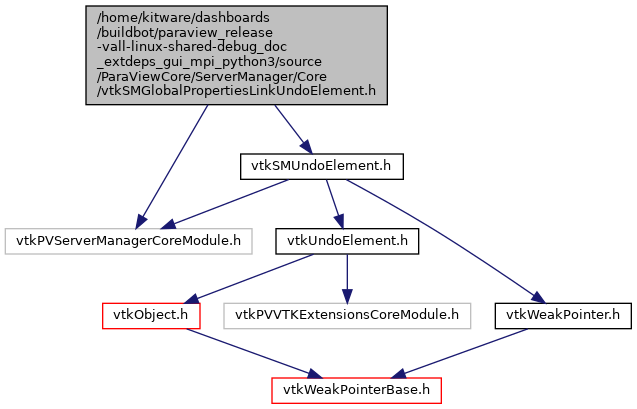 /home/kitware/dashboards
/buildbot/paraview_release
-vall-linux-shared-debug_doc
_extdeps_gui_mpi_python3/source
/ParaViewCore/ServerManager/Core
/vtkSMGlobalPropertiesLinkUndoElement.h
vtkSMUndoElement.h
vtkPVServerManagerCoreModule.h
vtkUndoElement.h
vtkObject.h
vtkPVVTKExtensionsCoreModule.h
vtkWeakPointer.h
vtkWeakPointerBase.h